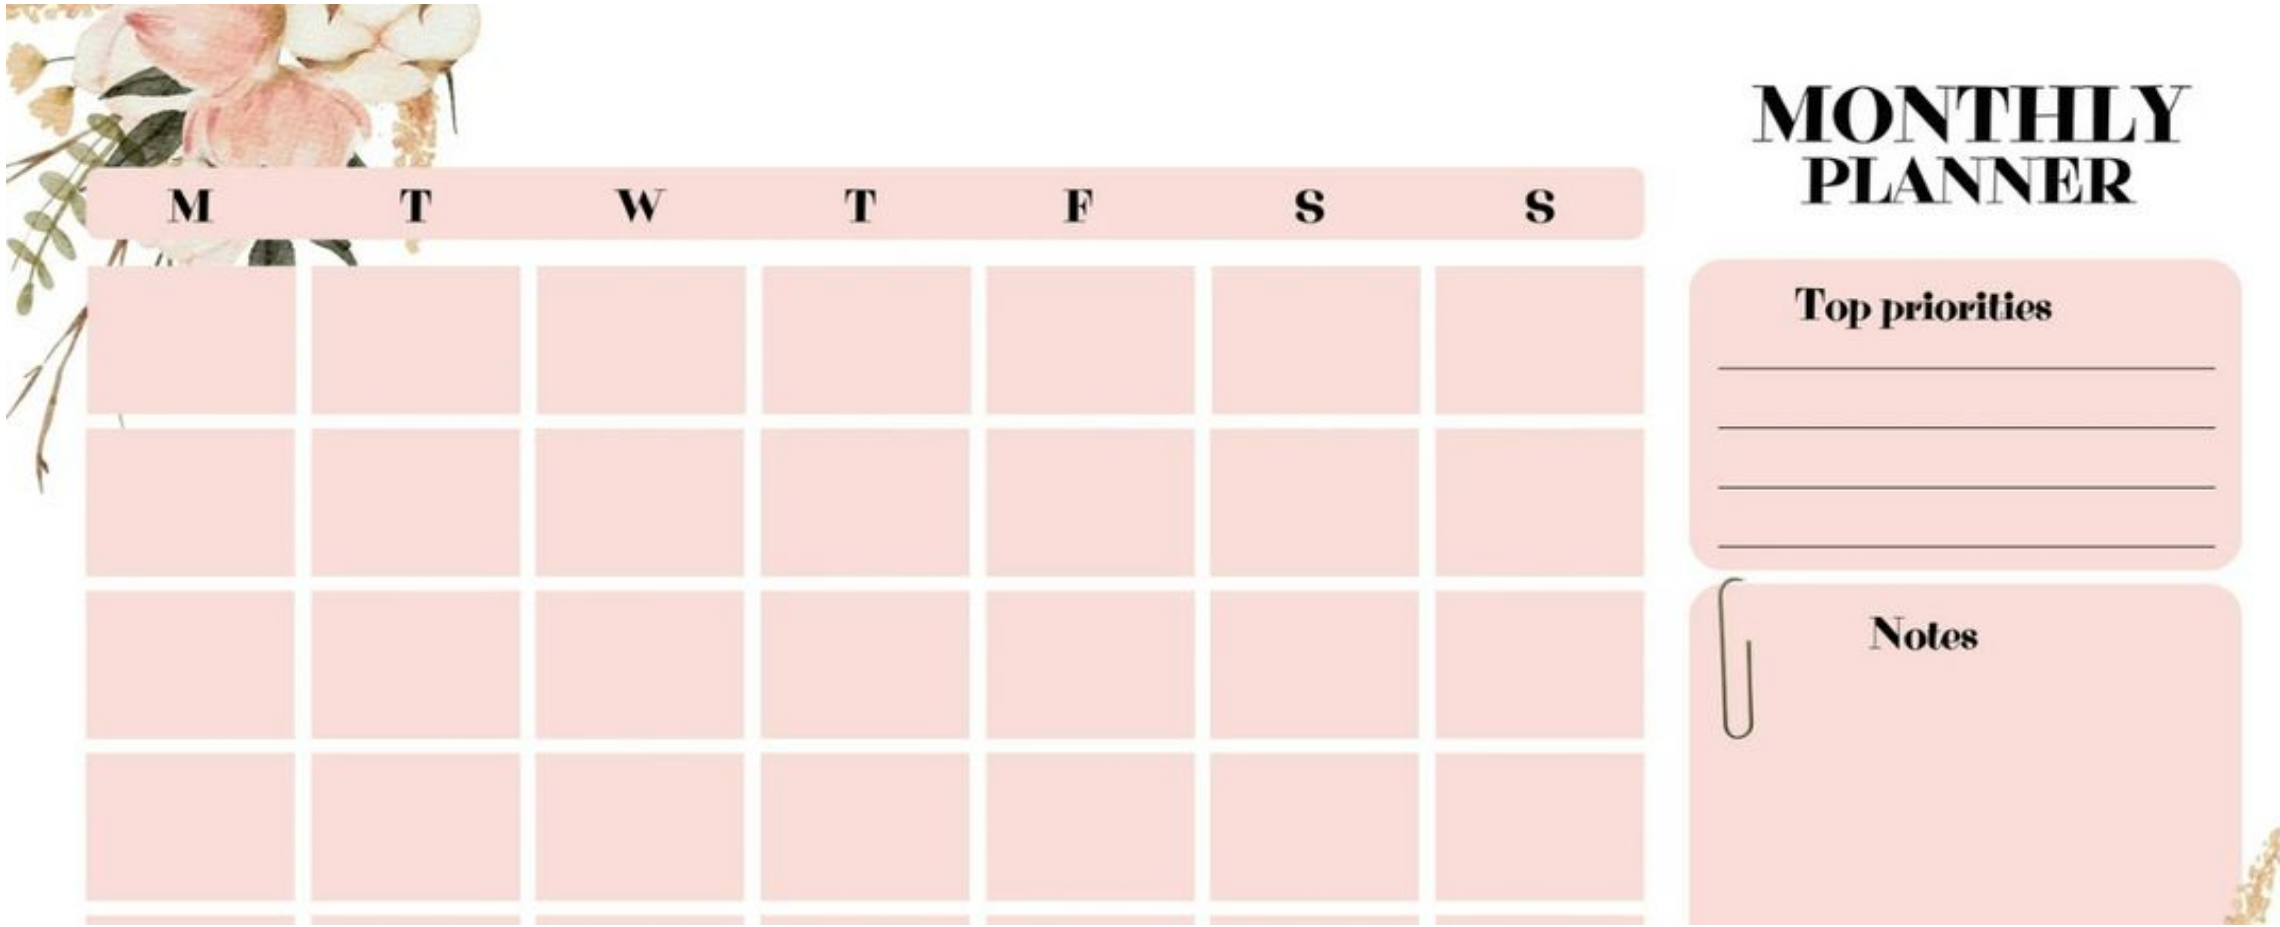 MONTHLY
PLANNER
M T W T F S S
Top priorities
Notes